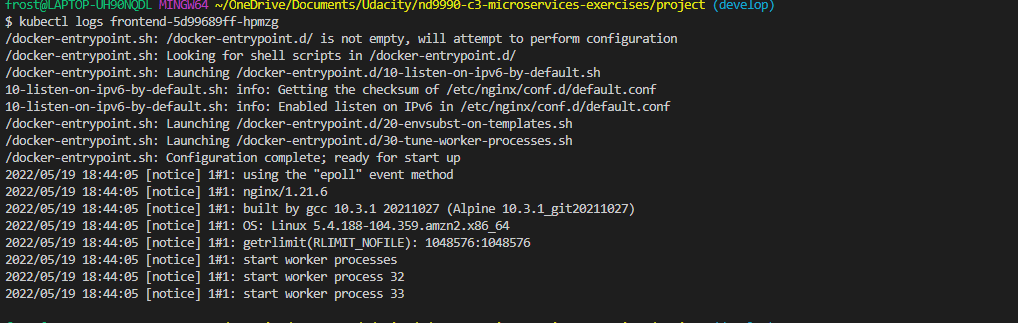 frost@LAPTOP-UH90NQDL MINGW64 ~/OneDrive/Documents/Udacity/nd9990-c3-microservices-exercises/project (develop)
$ kubectl logs frontend-5d99689ff-hpmzg
/docker-entrypoint.sh: /docker-entrypoint.d/ is not empty, will attempt to perform configuration
/docker-entrypoint.sh: Looking for shell scripts in /docker-entrypoint.d/
/docker-entrypoint.sh: Launching /docker-entrypoint.d/10-listen-on-ipv6-by-default.sh
10-listen-on-ipv6-by-default.sh: info: Getting the checksum of /etc/nginx/conf.d/default.conf
10-listen-on-ipv6-by-default.sh: info: Enabled listen on IPv6 in /etc/nginx/conf.d/default.conf
/docker-entrypoint.sh: Launching /docker-entrypoint.d/20-envsubst-on-templates.sh
/docker-entrypoint.sh: Launching /docker-entrypoint.d/30-tune-worker-processes.sh
/docker-entrypoint.sh: Configuration complete; ready for start up
2022/05/19 18:44:05 [notice] 1#1: using the "epoll" event method
2022/05/19 18:44:05 [notice] 1#1: nginx/1.21.6
2022/05/19 18:44:05 [notice] 1#1: built by gcc 10.3.1 20211027 (Alpine 10.3.1_git20211027)
2022/05/19 18:44:05 [notice] 1#1: OS: Linux 5.4.188-104.359.amzn2.x86_64
2022/05/19 18:44:05 [notice] 1#1: getrlimit(RLIMIT_NOFILE): 1048576:1048576
2022/05/19 18:44:05 [notice] 1#1: start worker processes
2022/05/19 18:44:05 [notice] 1#1: start worker process 32
2022/05/19 18:44:05 [notice] 1#1: start worker process 33